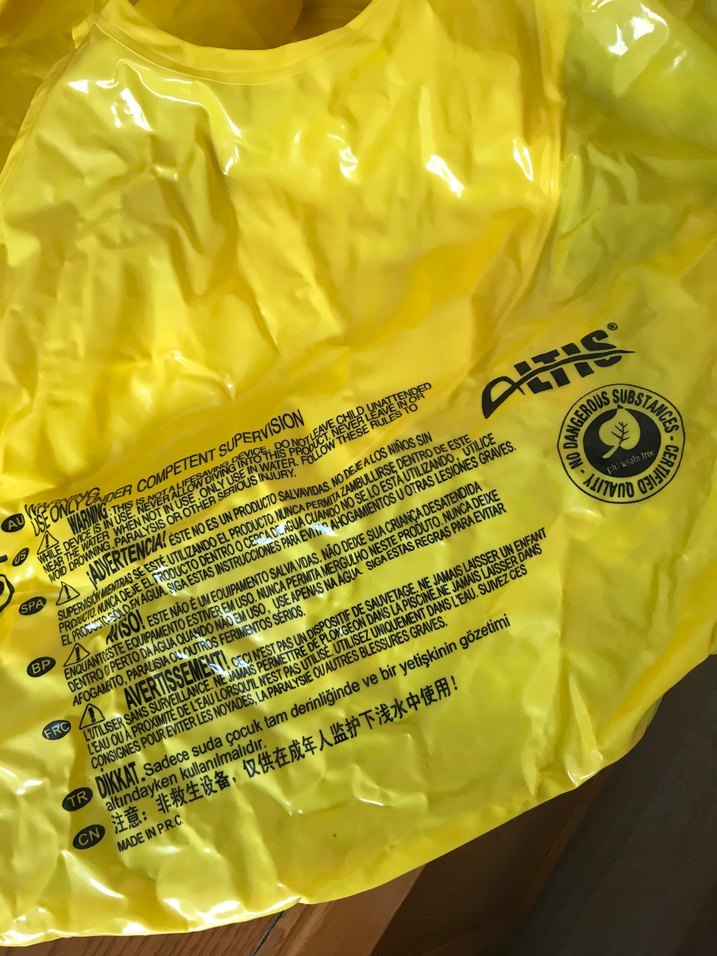 ALTIS®
NO DANGEROUS SUBSTANCES - CERTIFIED QUALITY -
phthalate free
AU
USE ONLY UNDER COMPETENT SUPERVISION
WARNING: THIS IS NOT A LIFESAVING DEVICE. DO NOT LEAVE CHILD UNATTENDED
WHILE DEVICE IS IN USE. NEVER ALLOW DIVING INTO THIS PRODUCT. NEVER LEAVE IN OR
NEAR THE WATER WHEN NOT IN USE. ONLY USE IN WATER. FOLLOW THESE RULES TO
AVOID DROWNING, PARALYSIS OR OTHER SERIOUS INJURY.
SPA
¡ADVERTENCIA! ESTE NO ES UN PRODUCTO SALVAVIDAS. NO DEJE A LOS NIÑOS SIN
SUPERVISION MIENTRAS SE ESTÁ UTILIZANDO EL PRODUCTO. NUNCA PERMITA ZAMBULLIRSE DENTRO DE ESTE
PRODUCTO. NUNCA DEJE EL PRODUCTO DENTRO O CERCA DEL AGUA CUANDO NO SE LO ESTÁ UTILIZANDO. UTILICE
EL PRODUCTO SÓLO EN AGUA. SIGA ESTAS INSTRUCCIONES PARA EVITAR AHOGAMIENTOS U OTRAS LESIONES GRAVES.
BP
AVISO! ESTE NÃO É UM EQUIPAMENTO SALVA VIDAS. NÃO DEIXE SUA CRIANÇA DESATENDIDA
ENQUANTO ESTE EQUIPAMENTO ESTIVER EM USO. NUNCA PERMITA MERGULHO NESTE PRODUTO. NUNCA DEIXE
DENTRO O PERTO DA AGUA QUANDO NÃO EM USO. USE APENAS NA AGUA. SIGA ESTAS REGRAS PARA EVITAR
AFOGAMITO, PARALISIA OU OUTROS FERIMENTOS SERIOS.
FRC
AVERTISSEMENT! CECI N'EST PAS UN DISPOSITIF DE SAUVETAGE. NE JAMAIS LAISSER UN ENFANT
L'UTILISER SANS SURVEILLANCE. NE JAMAIS PERMETRE DE PLONGEON DANS LA PISCINE. NE JAMAIS LAISSER DANS
L'EAU OU A PROXIMITE DE L'EAU LORSQU'IL N'EST PAS UTILISE. UTILISEZ UNIQUEMENT DANS L'EAU. SUIVEZ CES
CONSIGNES POUR EVITER LES NOYADES, LA PARALYSIE OU AUTRES BLESSURES GRAVES.
TR
DIKKAT. Sadece suda çocuk tam derinliğinde ve bir yetişkinin gözetimi
altındayken kullanılmalıdır.
CN
注意：非救生设备，仅供在成年人监护下浅水中使用！
MADE IN P.R.C